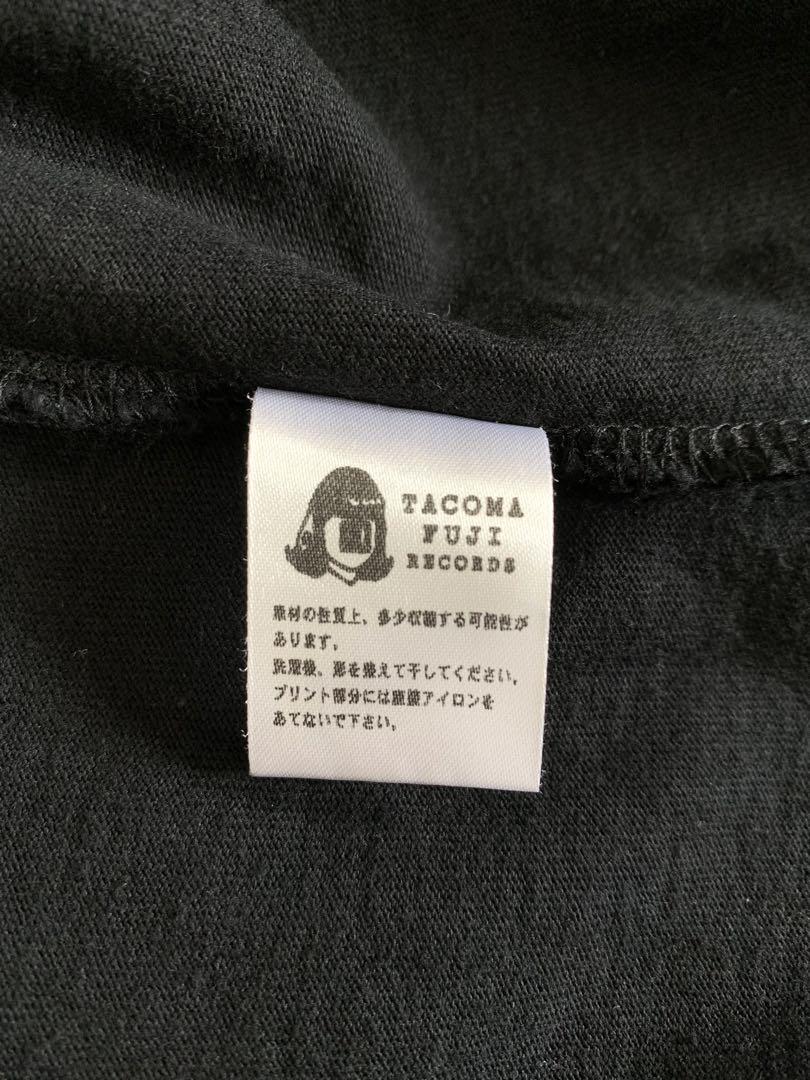 TACOMA
FUJI
RECORDS
素材の性質上、多少収縮する可能性が
あります。
洗濯後、形を整えて干してください。
プリント部分には直接アイロンを
あてないで下さい。